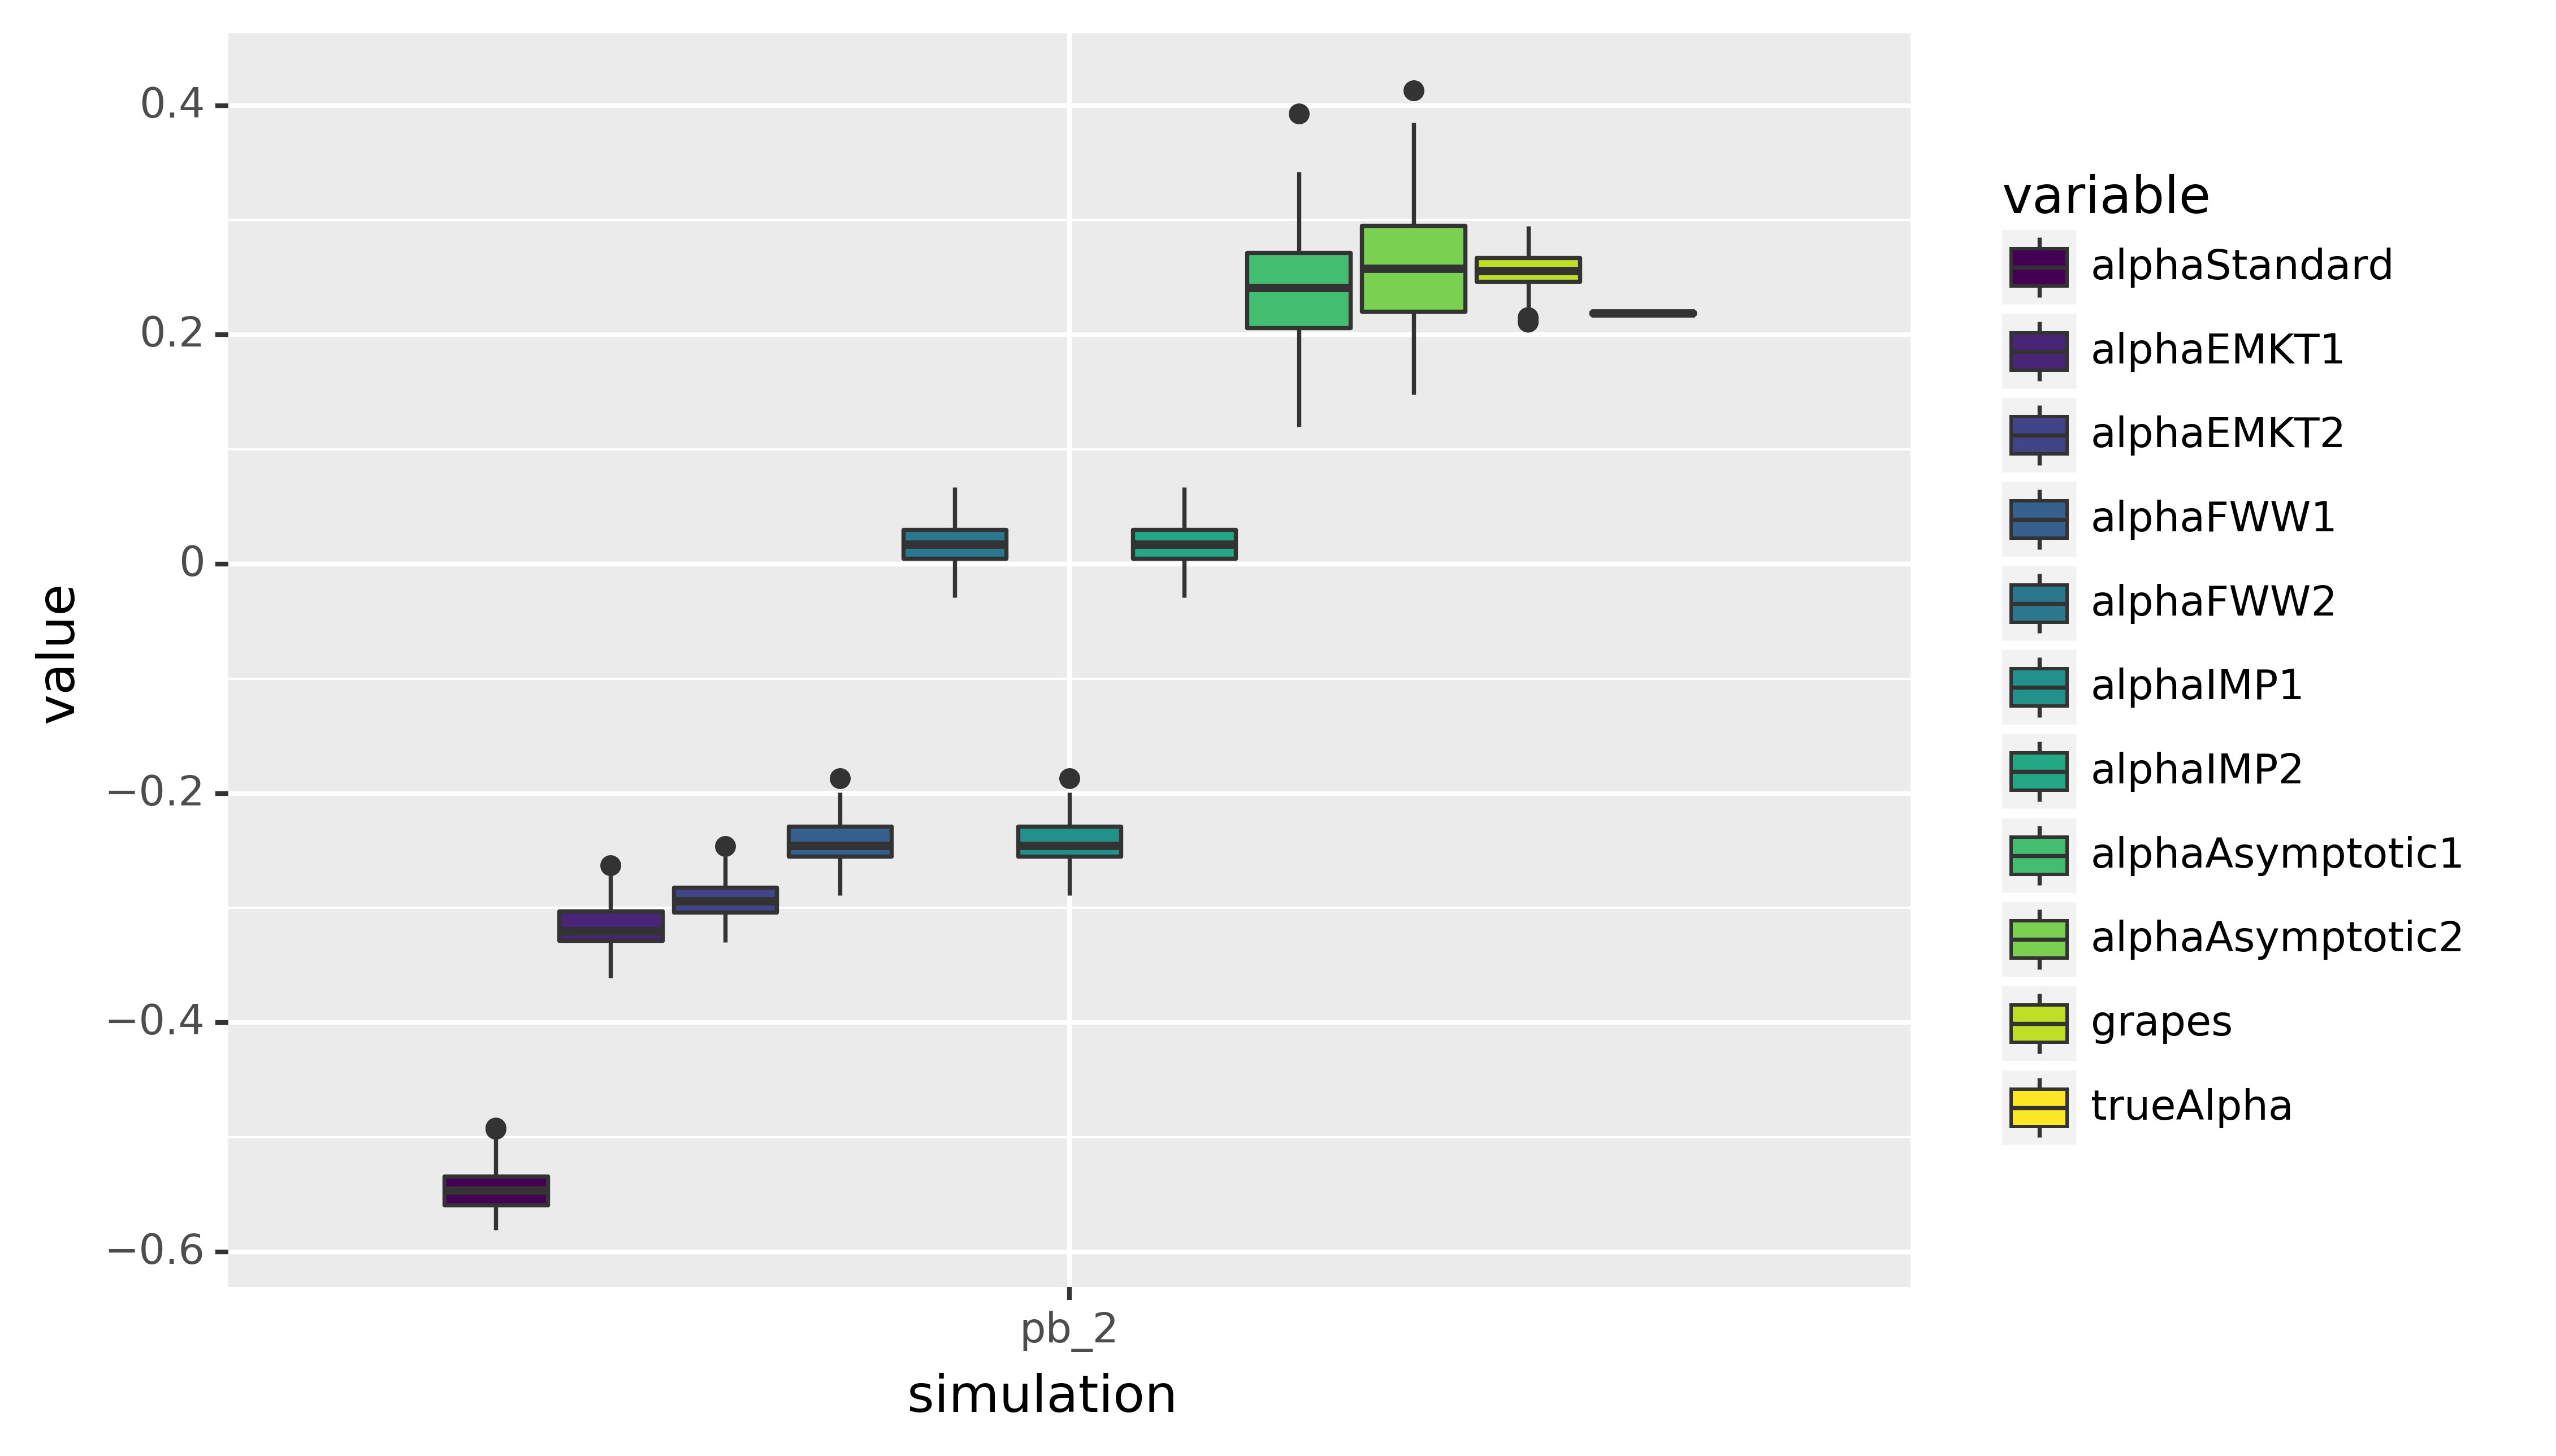 value
0.4
0.2
0
−0.2
−0.4
−0.6
pb_2
simulation
variable
alphaStandard
alphaEMKT1
alphaEMKT2
alphaFWW1
alphaFWW2
alphaIMP1
alphaIMP2
alphaAsymptotic1
alphaAsymptotic2
grapes
trueAlpha